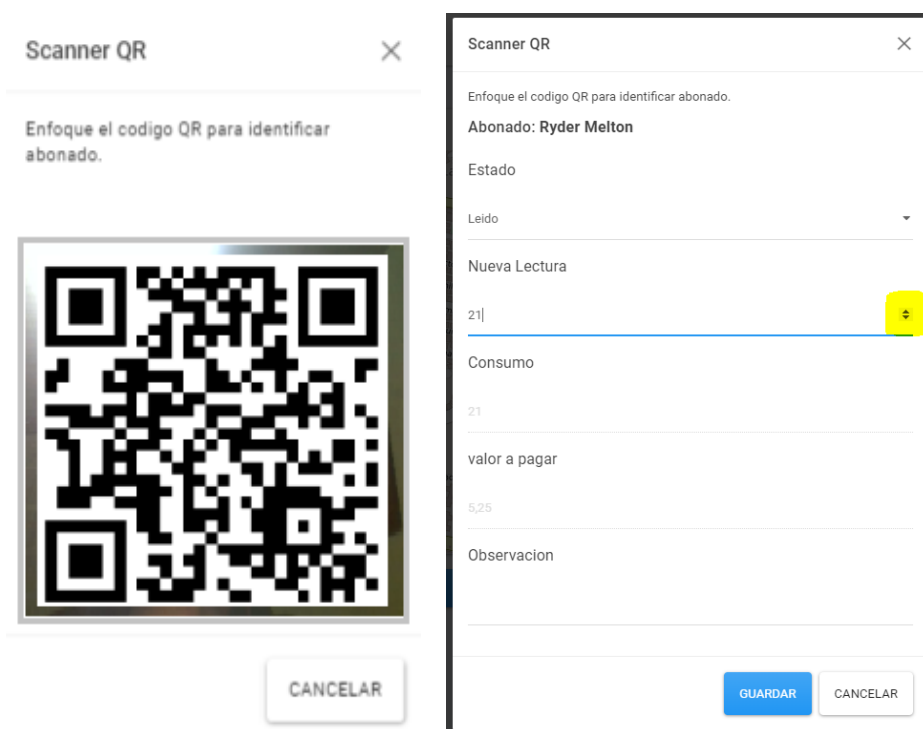 Scanner QR
Enfoque el codigo QR para identificar
abonado.
CANCELAR
Scanner QR
Enfoque el codigo QR para identificar abonado.
Abonado: Ryder Melton
Estado
Leido
Nueva Lectura
21
Consumo
21
valor a pagar
5,25
Observacion
GUARDAR
CANCELAR